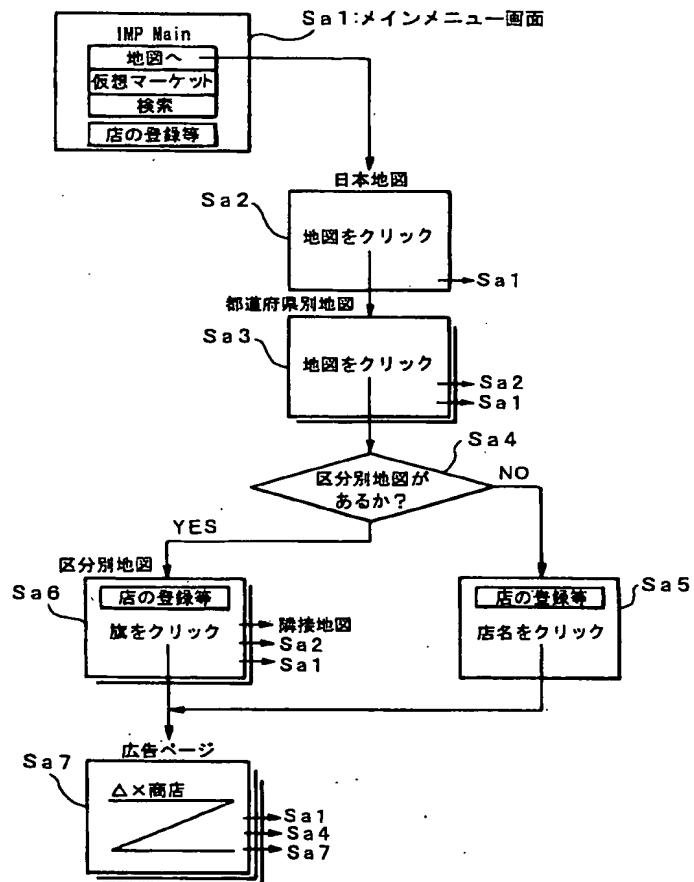 Sa1:メインメニュー画面
IMP Main
地図へ
仮想マーケット
検索
店の登録等
日本地図
Sa2
地図をクリック
Sa1
都道府県別地図
Sa3
地図をクリック
Sa2
Sa1
Sa4
区分別地図が
あるか?
NO
YES
区分別地図
Sa6
店の登録等
旗をクリック
隣接地図
Sa2
Sa1
Sa5
店の登録等
店名をクリック
広告ページ
Sa7
△×商店
Sa1
Sa4
Sa7